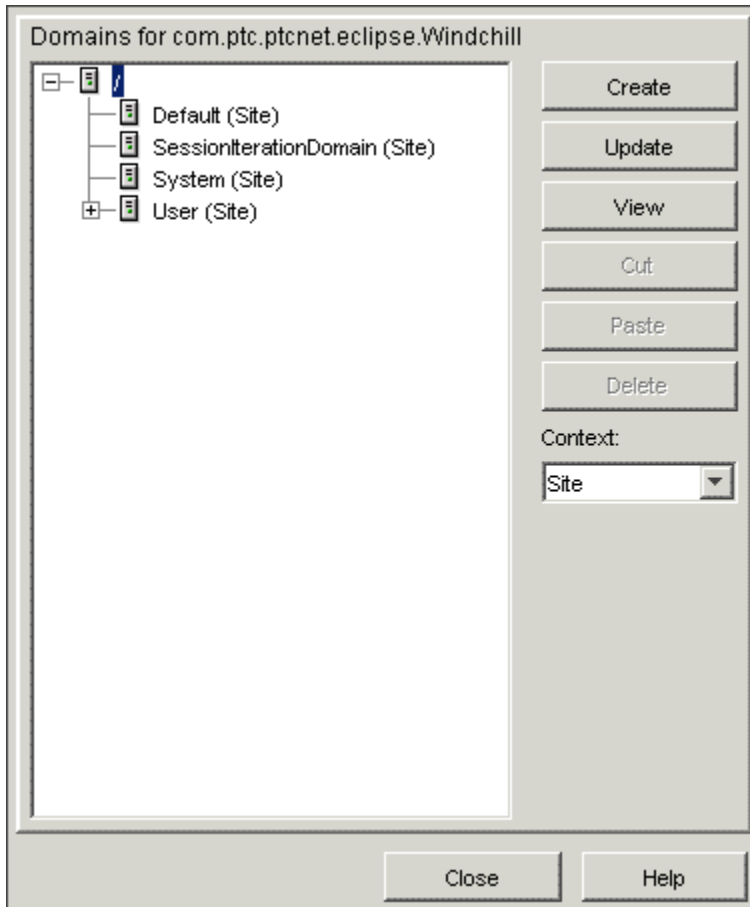 Domains for com.ptc.ptcnet.eclipse.Windchill
/
Default (Site)
SessionIterationDomain (Site)
System (Site)
User (Site)
Create
Update
View
Cut
Paste
Delete
Context:
Site
Close
Help